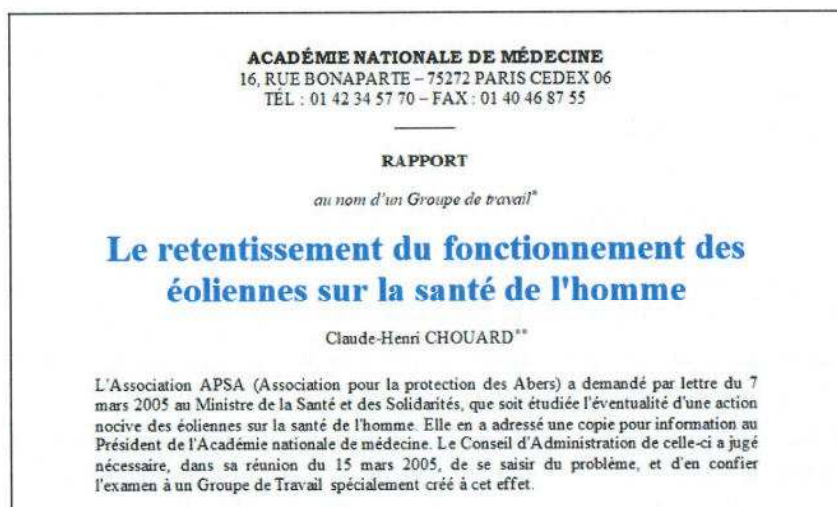 ACADÉMIE NATIONALE DE MÉDECINE
16, RUE BONAPARTE – 75272 PARIS CEDEX 06
TÉL : 01 42 34 57 70 – FAX : 01 40 46 87 55
RAPPORT
au nom d'un Groupe de travail*
Le retentissement du fonctionnement des
éoliennes sur la santé de l'homme
Claude-Henri CHOUARD**
L'Association APSA (Association pour la protection des Abers) a demandé par lettre du 7
mars 2005 au Ministre de la Santé et des Solidarités, que soit étudiée l'éventualité d'une action
nocive des éoliennes sur la santé de l'homme. Elle en a adressé une copie pour information au
Président de l'Académie nationale de médecine. Le Conseil d'Administration de celle-ci a jugé
nécessaire, dans sa réunion du 15 mars 2005, de se saisir du problème, et d'en confier
l'examen à un Groupe de Travail spécialement créé à cet effet.